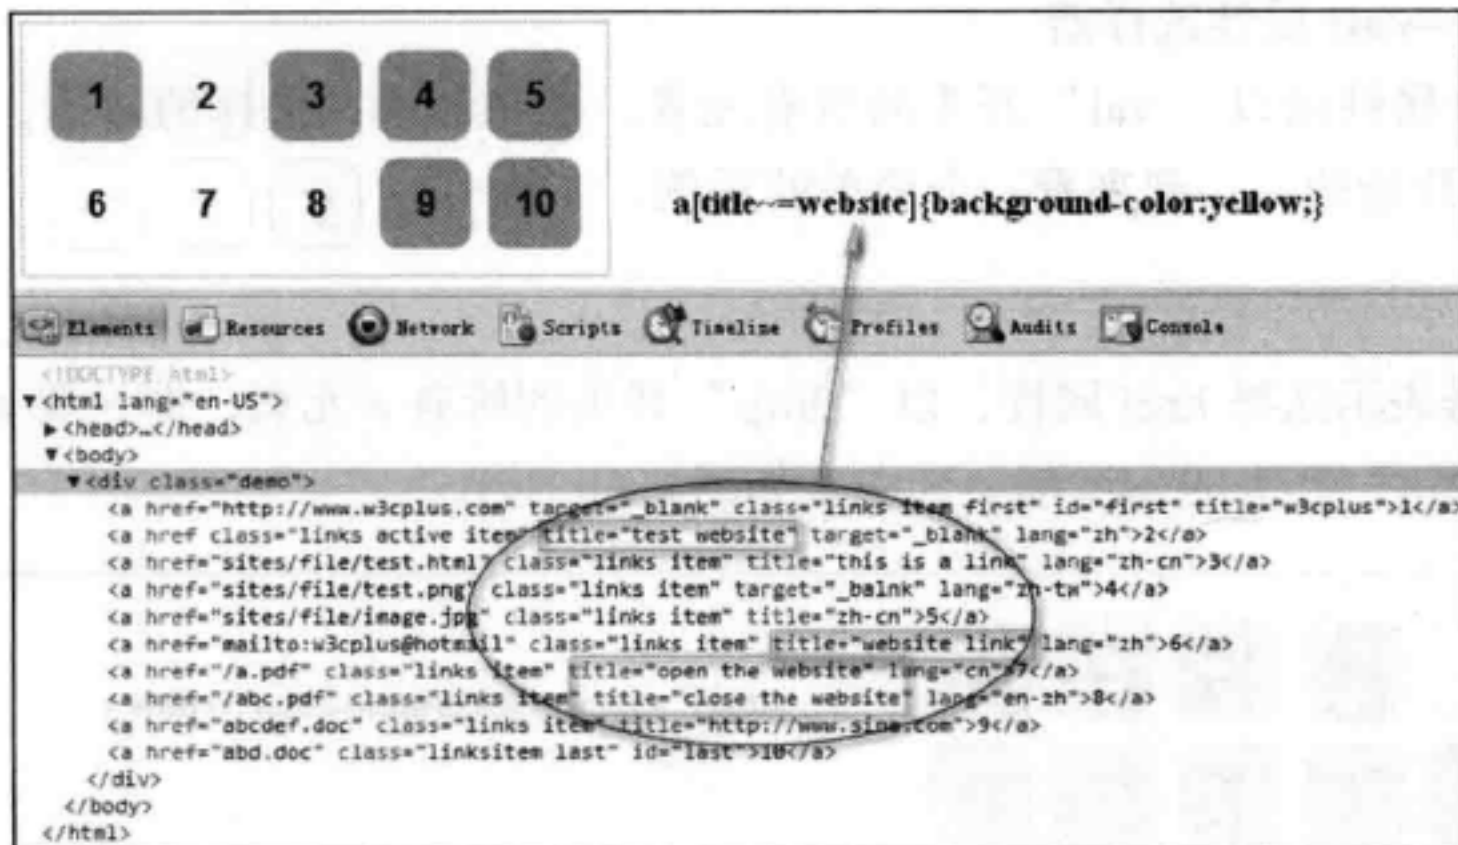 1 2 3 4 5
6 7 8 9 10
a[title~=website]{background-color:yellow;}
Elements Resources Network Scripts Timeline Profiles Audits Console
<!DOCTYPE html>
▼<html lang="en-US">
▶<head>…</head>
▼<body>
▼<div class="demo">
<a href="http://www.w3cplus.com" target="_blank" class="links item first" id="first" title="w3cplus">1</a>
<a href class="links active item" title="test website" target="_blank" lang="zh">2</a>
<a href="sites/file/test.html" class="links item" title="this is a link" lang="zh-cn">3</a>
<a href="sites/file/test.png" class="links item" target="_balnk" lang="zh-tw">4</a>
<a href="sites/file/image.jpg" class="links item" title="zh-cn">5</a>
<a href="mailto:w3cplus@hotmail" class="links item" title="website link" lang="zh">6</a>
<a href="/a.pdf" class="links item" title="open the website" lang="cn">7</a>
<a href="/abc.pdf" class="links item" title="close the website" lang="en-zh">8</a>
<a href="abcdef.doc" class="links item" title="http://www.sina.com">9</a>
<a href="abd.doc" class="linksitem last" id="last">10</a>
</div>
</body>
</html>